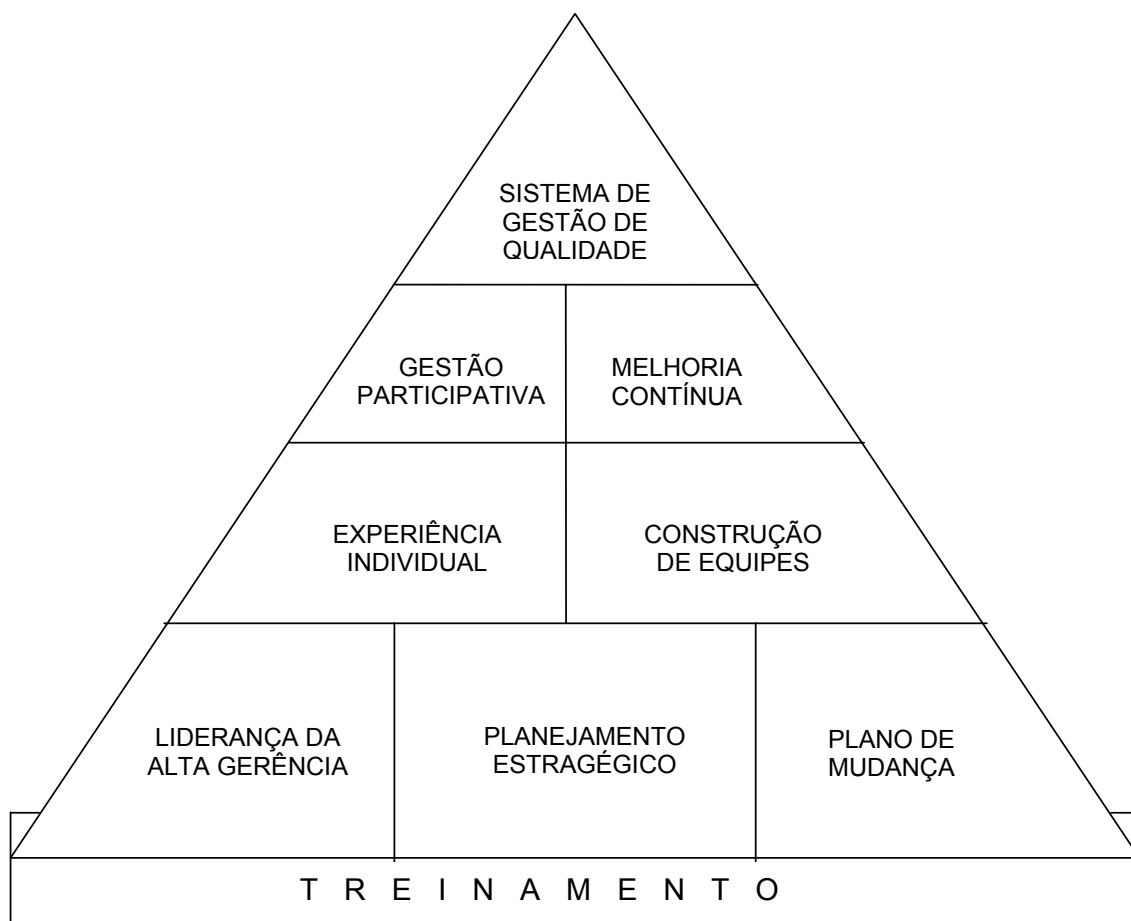 SISTEMA DE
GESTÃO DE
QUALIDADE
GESTÃO
PARTICIPATIVA
MELHORIA
CONTÍNUA
EXPERIÊNCIA
INDIVIDUAL
CONSTRUÇÃO
DE EQUIPES
LIDERANÇA DA
ALTA GERÊNCIA
PLANEJAMENTO
ESTRAGÉGICO
PLANO DE
MUDANÇA
T R E I N A M E N T O